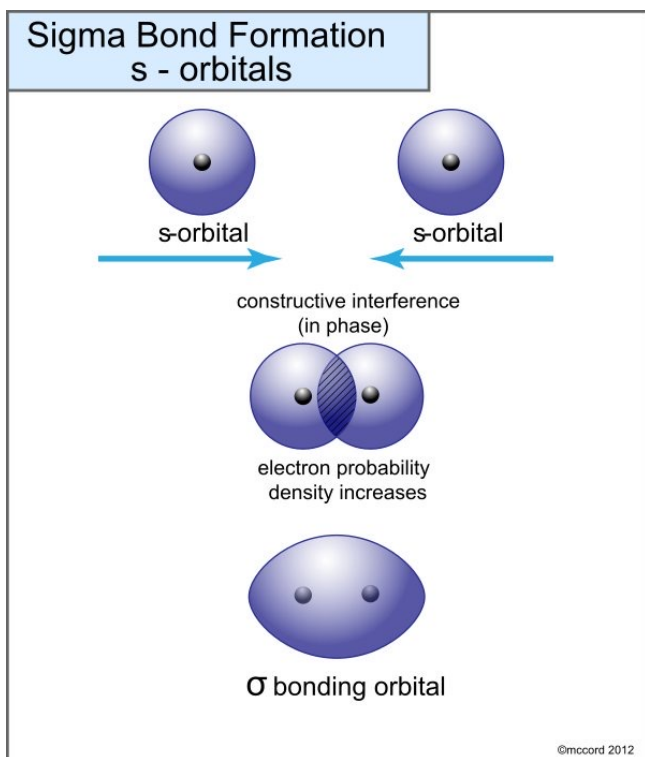 Sigma Bond Formation
s - orbitals
s-orbital
s-orbital
constructive interference
(in phase)
electron probability
density increases
σ bonding orbital
©mccord 2012